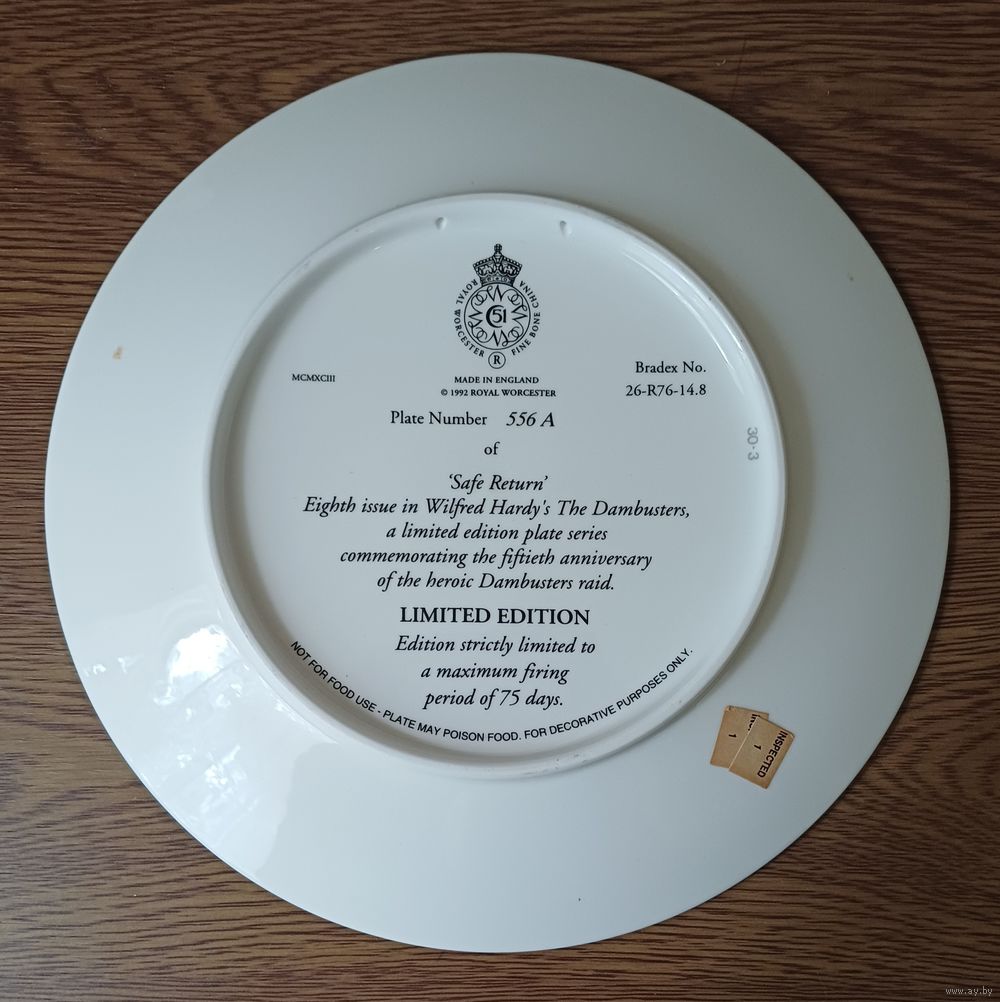 ROYAL WORCESTER
FINE BONE CHINA
51
R
MCMXCIII
MADE IN ENGLAND
© 1992 ROYAL WORCESTER
Bradex No.
26-R76-14.8
Plate Number 556 A
of
30-3
‘Safe Return’
Eighth issue in Wilfred Hardy's The Dambusters,
a limited edition plate series
commemorating the fiftieth anniversary
of the heroic Dambusters raid.
LIMITED EDITION
Edition strictly limited to
a maximum firing
period of 75 days.
NOT FOR FOOD USE - PLATE MAY POISON FOOD. FOR DECORATIVE PURPOSES ONLY.
1
INSPECTED
1
www.ay.by